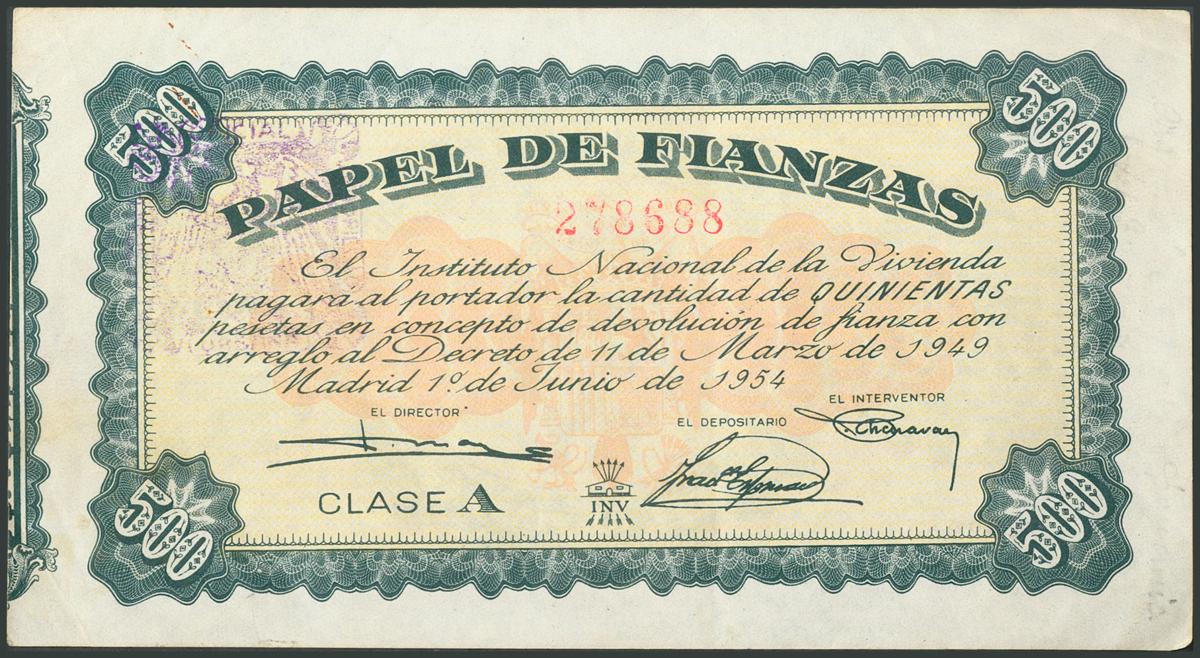 500 500
PAPEL DE FIANZAS
278688
El Instituto Nacional de la Vivienda
pagara al portador la cantidad de QUINIENTAS
pesetas en concepto de devolución de fianza con
arreglo al Decreto de 11 de Marzo de 1949
Madrid 1º de Junio de 1954
EL DIRECTOR
EL DEPOSITARIO
EL INTERVENTOR
CLASE A
INV
500 500